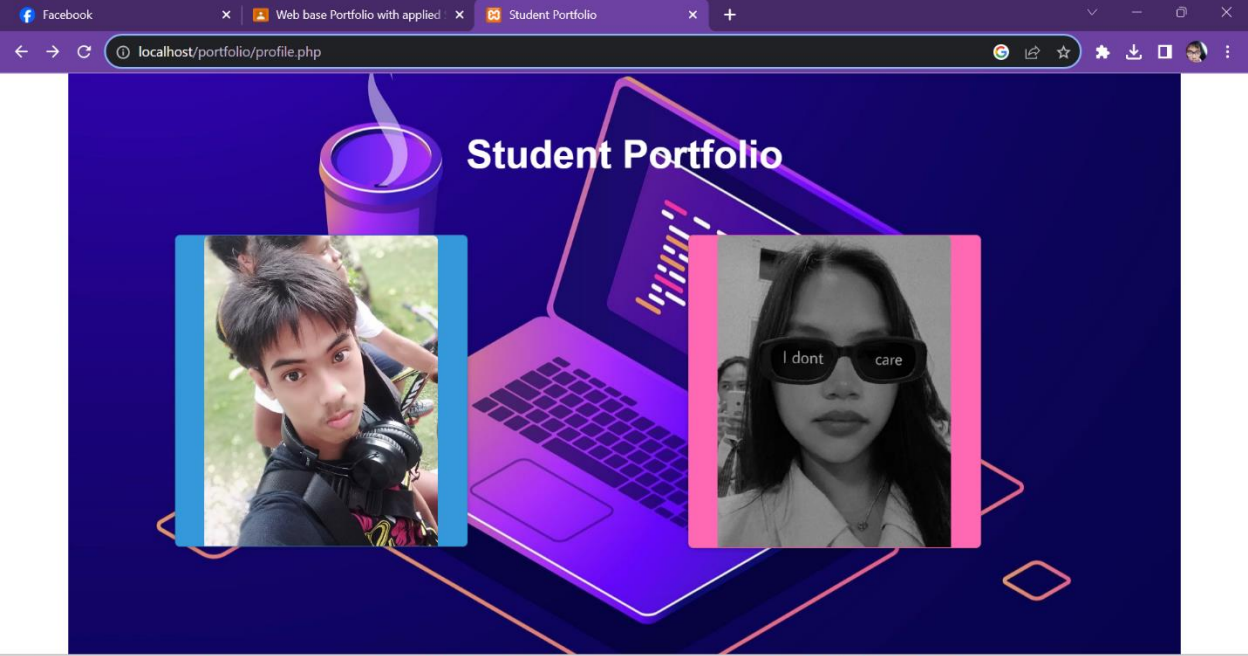 Facebook
Web base Portfolio with applied
Student Portfolio
localhost/portfolio/profile.php
Student Portfolio
I dont care